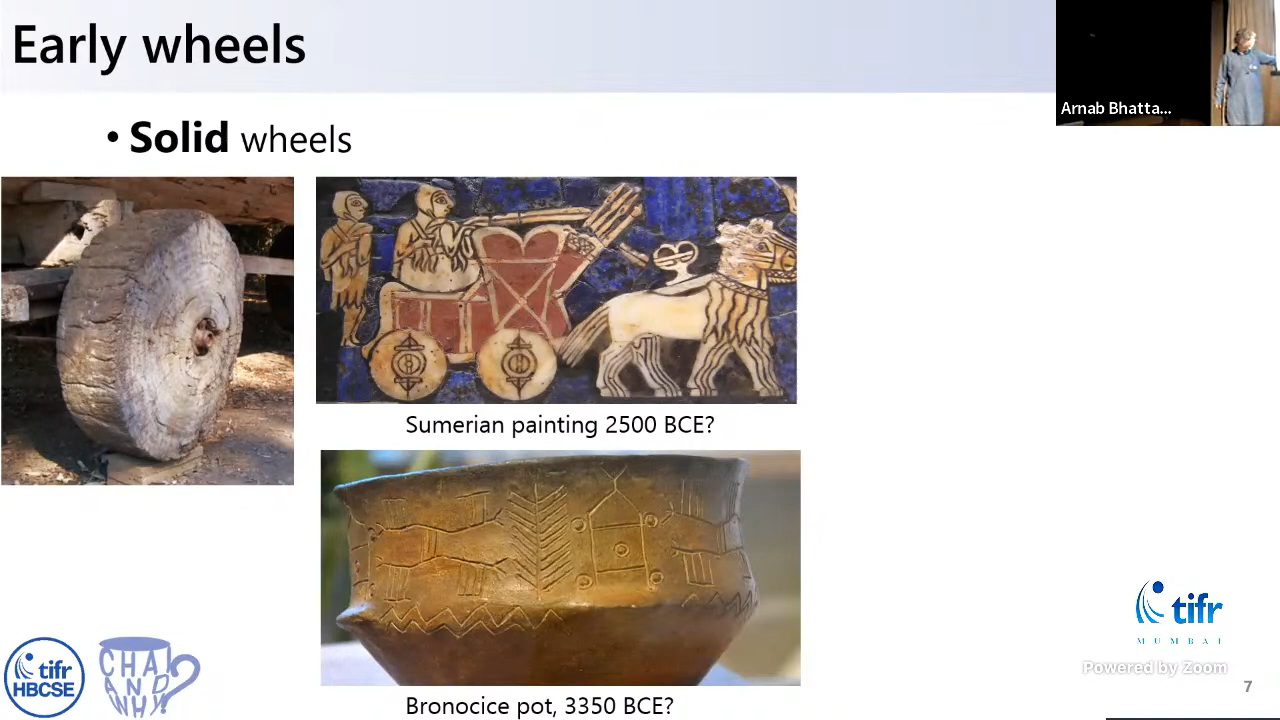 Early wheels
Arnab Bhatta...
• Solid wheels
Sumerian painting 2500 BCE?
Bronocice pot, 3350 BCE?
tifr
MUMBAI
Powered by Zoom
tifr
HBCSE
CHAI
AND
WHY?
7